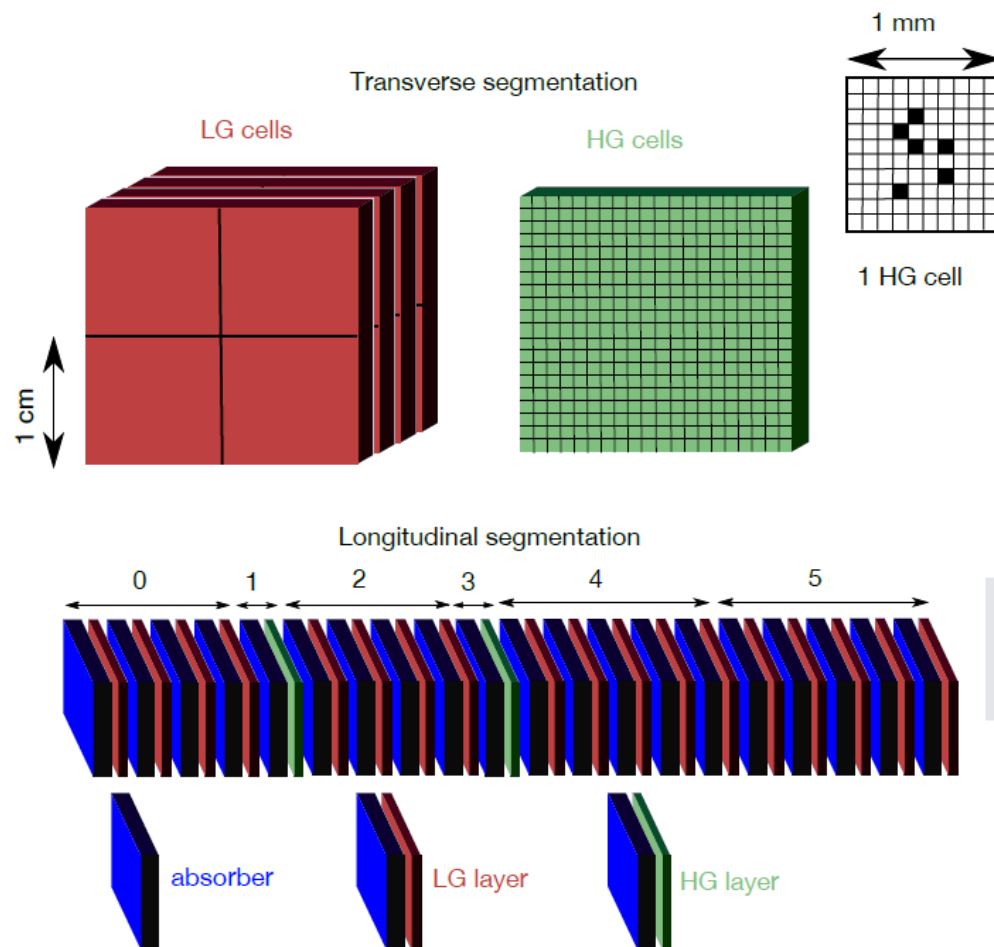 1 mm
Transverse segmentation
LG cells
HG cells
1 HG cell
1 cm
Longitudinal segmentation
0 1 2 3 4 5
absorber
LG layer
HG layer